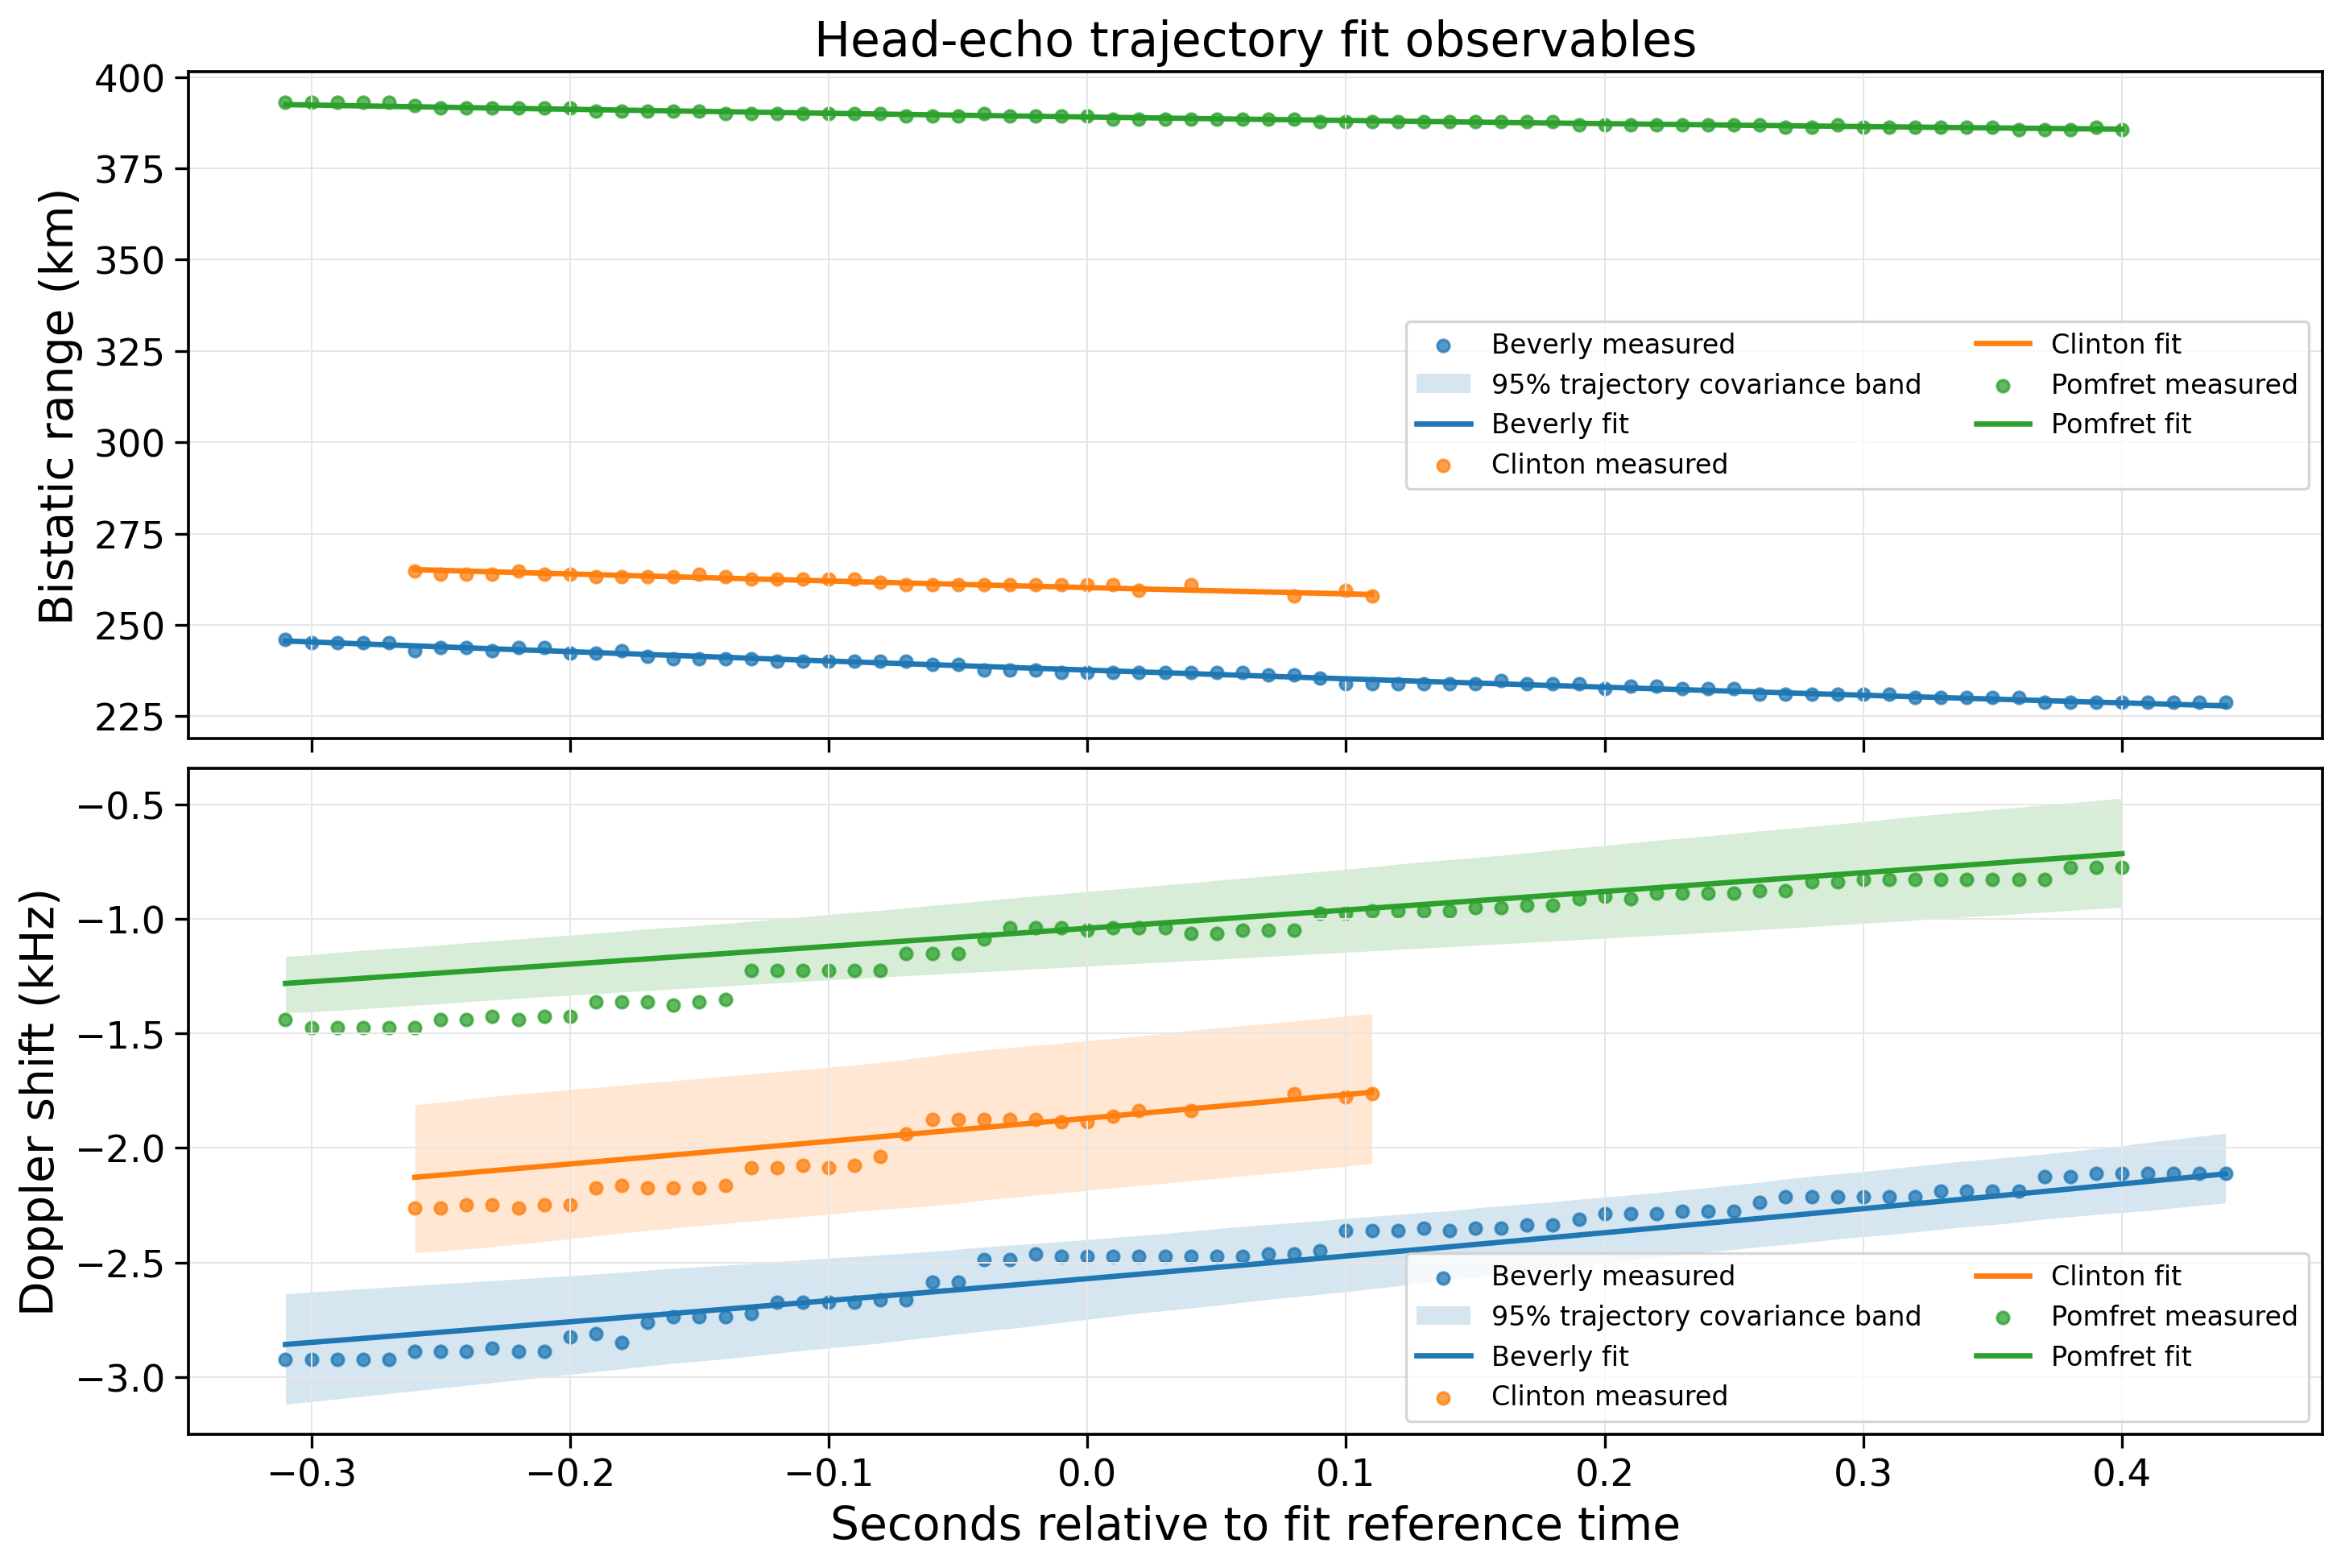 Head-echo trajectory fit observables
Bistatic range (km)
400
375
350
325
300
275
250
225
Beverly measured
95% trajectory covariance band
Beverly fit
Clinton measured
Clinton fit
Pomfret measured
Pomfret fit
Doppler shift (kHz)
−0.5
−1.0
−1.5
−2.0
−2.5
−3.0
Beverly measured
95% trajectory covariance band
Beverly fit
Clinton measured
Clinton fit
Pomfret measured
Pomfret fit
−0.3 −0.2 −0.1 0.0 0.1 0.2 0.3 0.4
Seconds relative to fit reference time